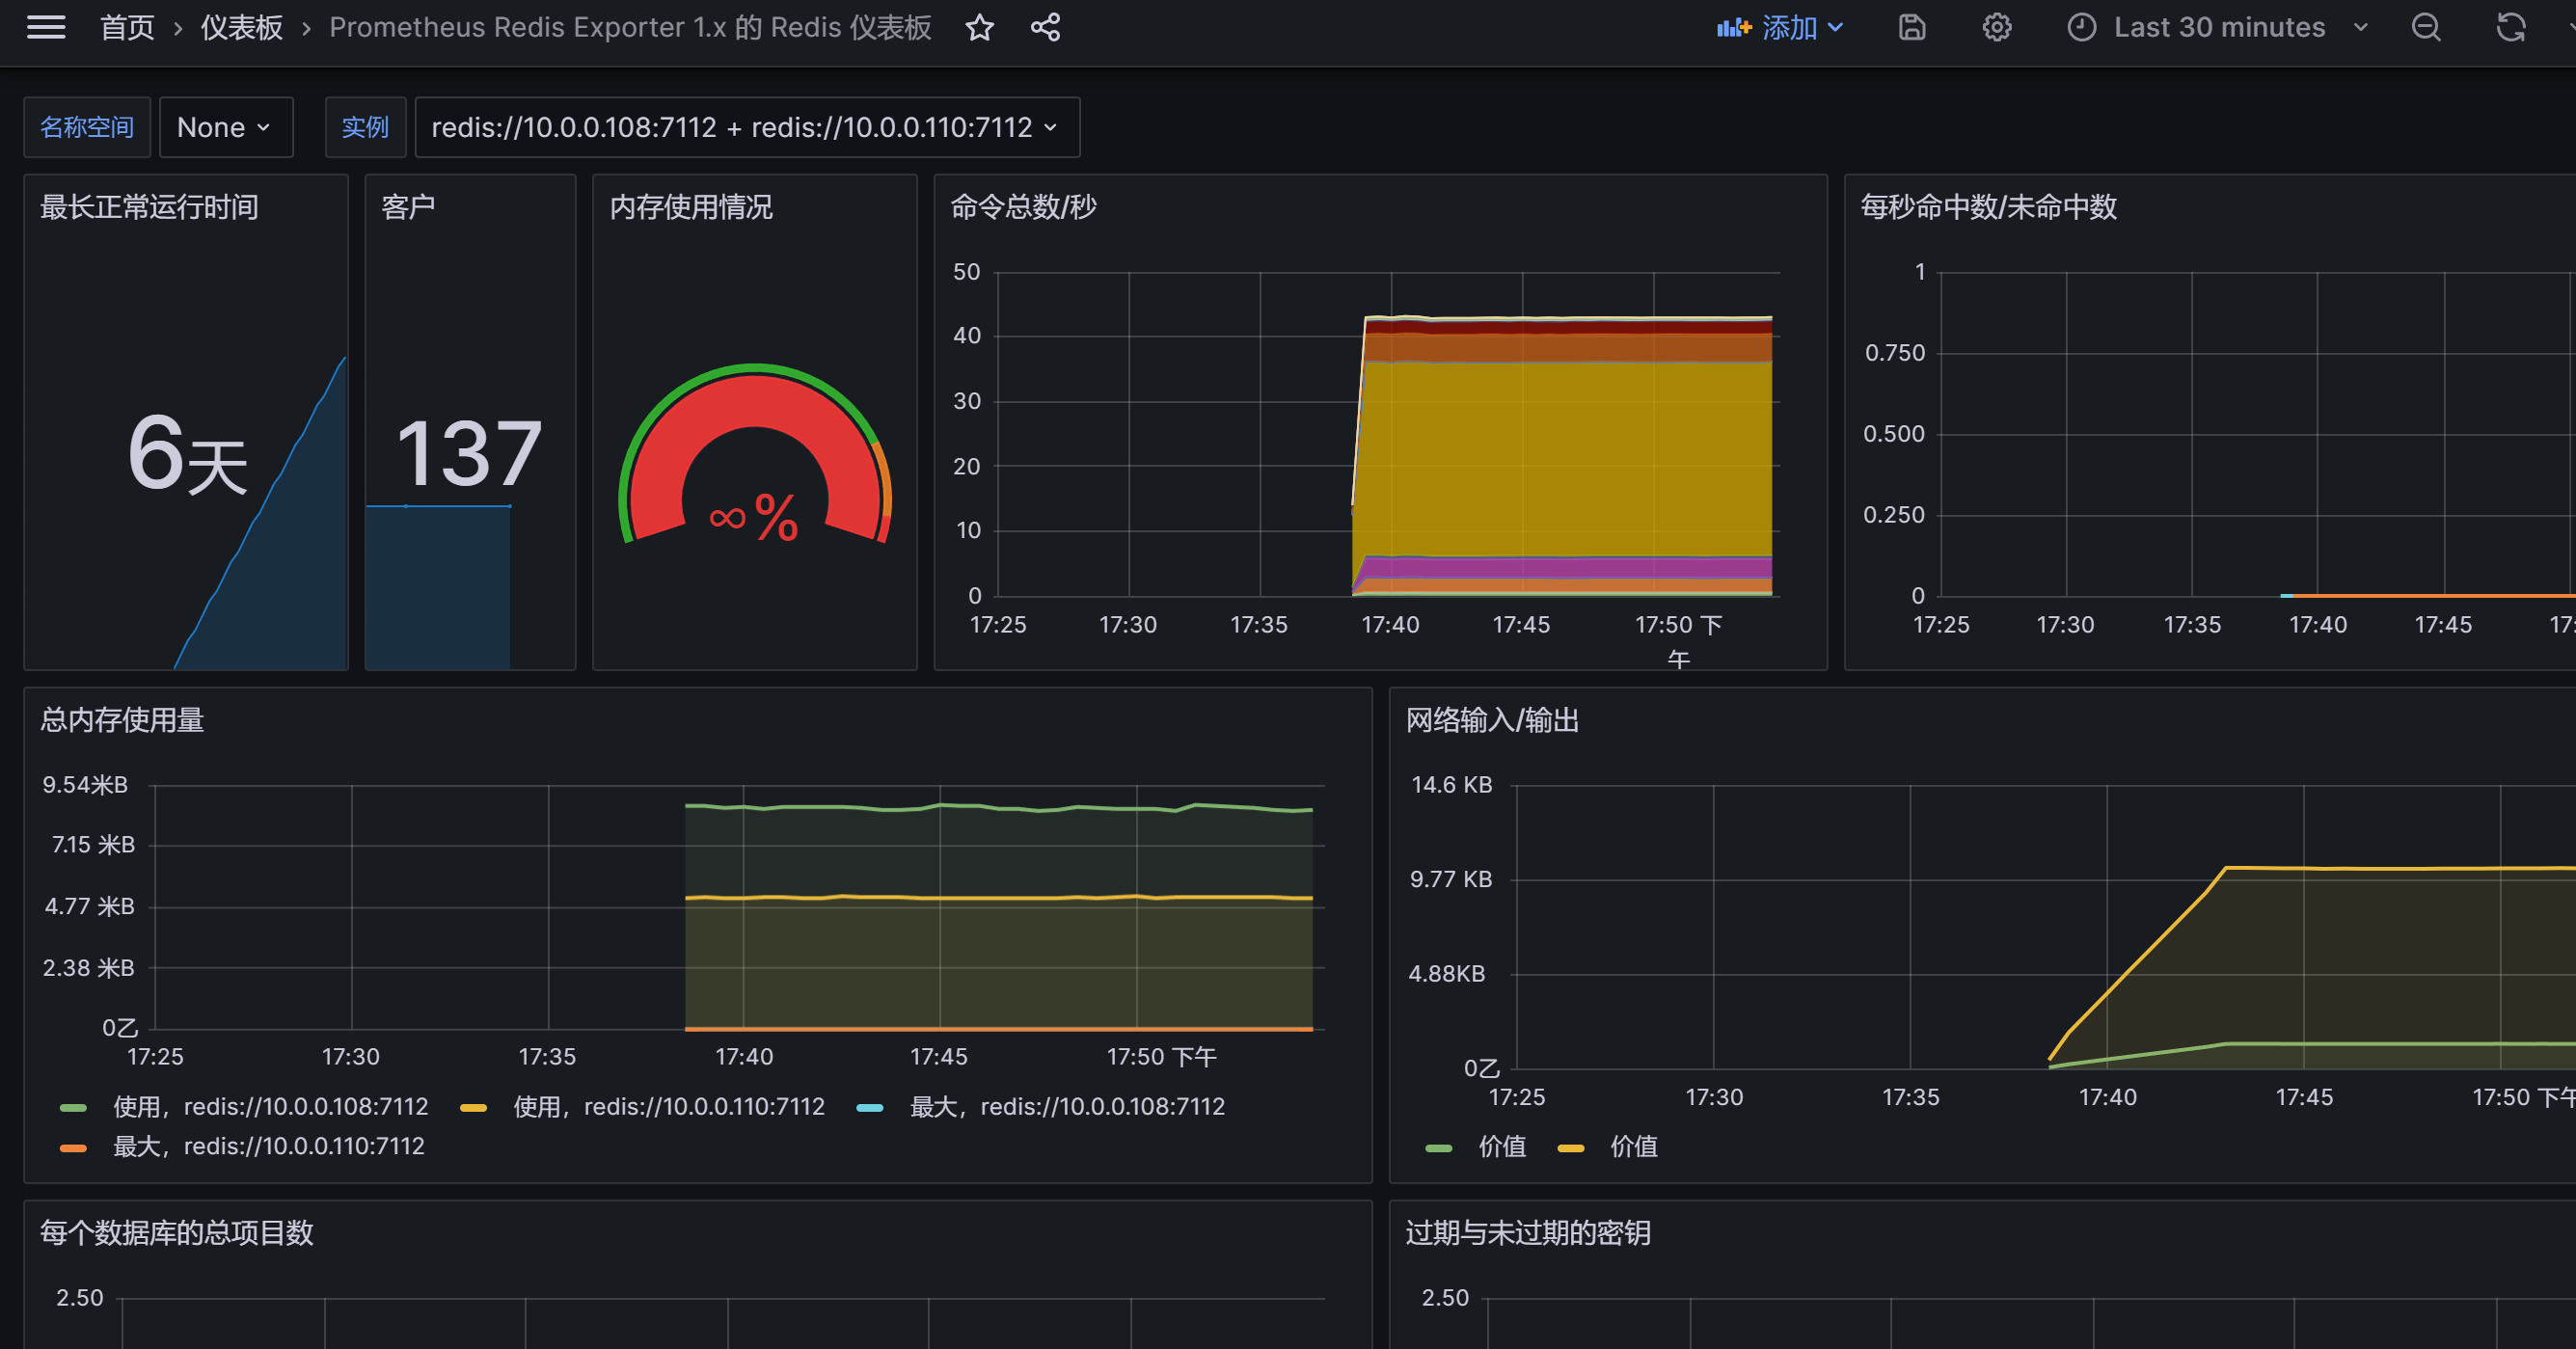 首页 › 仪表板 › Prometheus Redis Exporter 1.x 的 Redis 仪表板
添加
Last 30 minutes
名称空间 None 实例 redis://10.0.0.108:7112 + redis://10.0.0.110:7112
最长正常运行时间
6天
客户
137
内存使用情况
∞%
命令总数/秒
50
40
30
20
10
0
17:25 17:30 17:35 17:40 17:45 17:50 下
午
每秒命中数/未命中数
1
0.750
0.500
0.250
0
17:25 17:30 17:35 17:40 17:45 17:
总内存使用量
9.54米B
7.15 米B
4.77 米B
2.38 米B
0乙
17:25 17:30 17:35 17:40 17:45 17:50 下午
使用，redis://10.0.0.108:7112 使用，redis://10.0.0.110:7112 最大，redis://10.0.0.108:7112
最大，redis://10.0.0.110:7112
网络输入/输出
14.6 KB
9.77 KB
4.88KB
0乙
17:25 17:30 17:35 17:40 17:45 17:50 下午
价值 价值
每个数据库的总项目数
2.50
过期与未过期的密钥
2.50